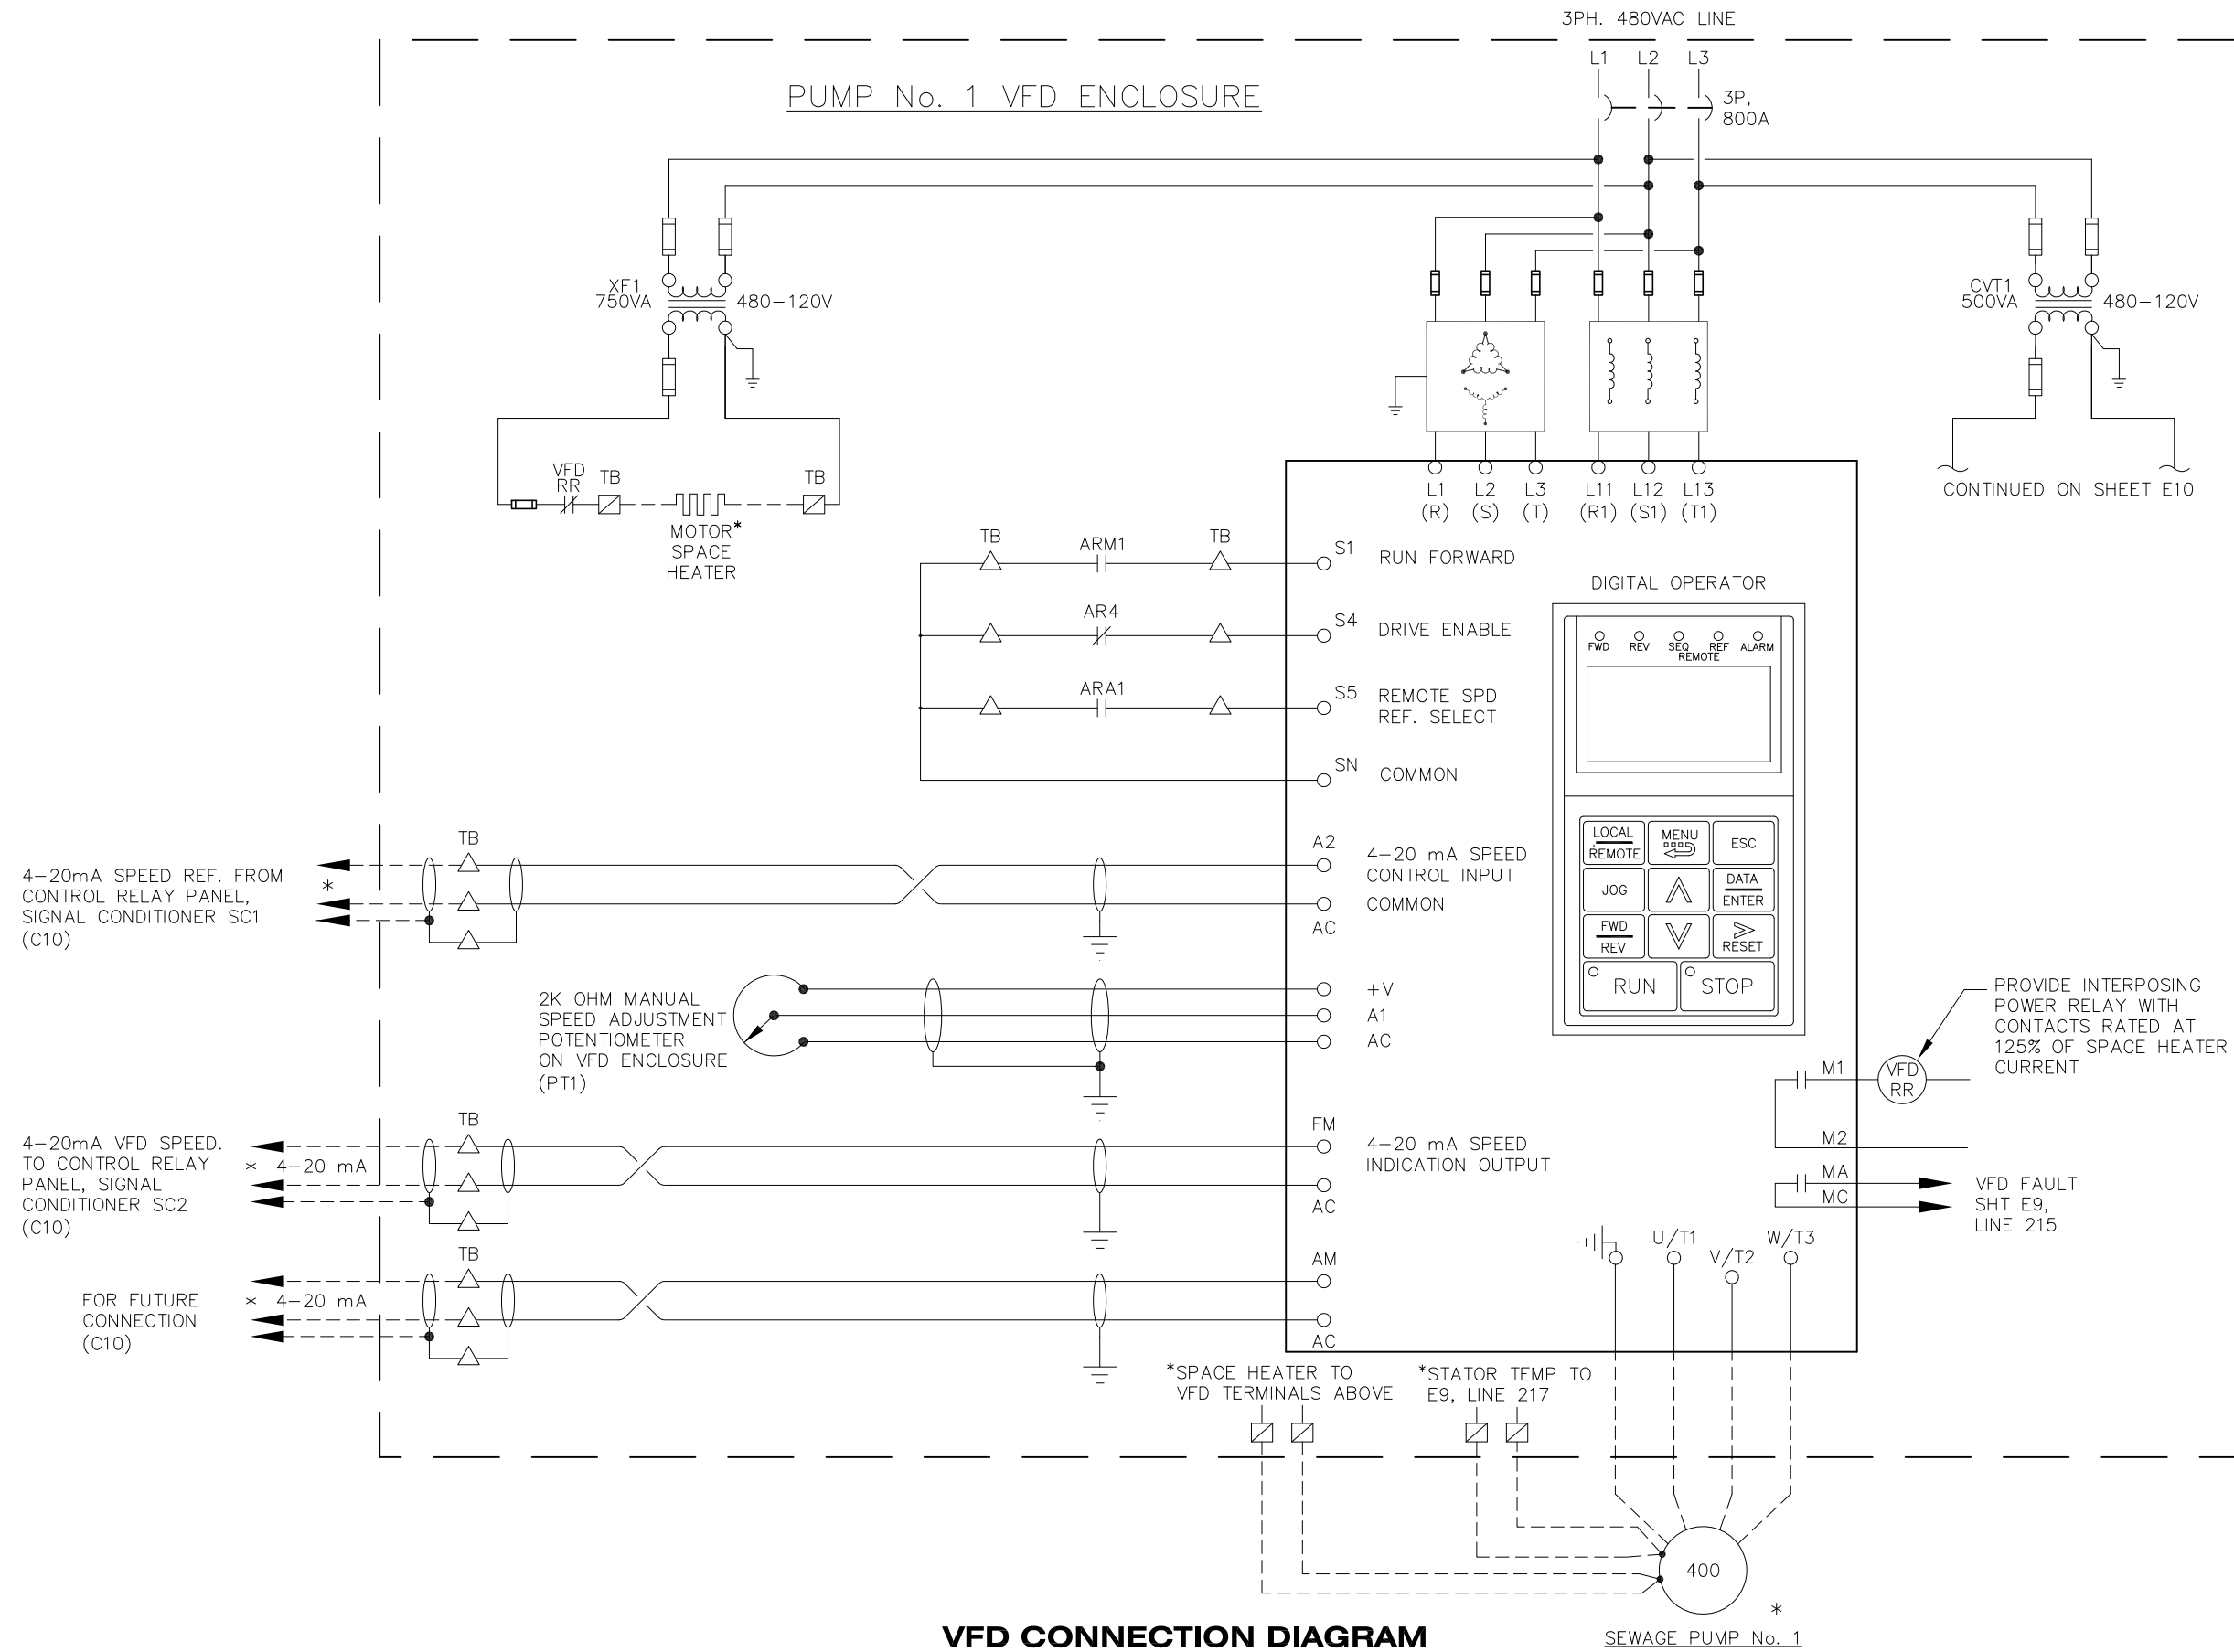 3PH. 480VAC LINE
L1 L2 L3
PUMP No. 1 VFD ENCLOSURE
3P,
800A
XF1
750VA
480-120V
CVT1
500VA
480-120V
VFD
RR
TB
TB
MOTOR*
SPACE
HEATER
CONTINUED ON SHEET E10
L1 L2 L3 L11 L12 L13
(R) (S) (T) (R1) (S1) (T1)
TB ARM1 TB S1 RUN FORWARD
AR4 S4 DRIVE ENABLE
ARA1 S5 REMOTE SPD
REF. SELECT
SN COMMON
DIGITAL OPERATOR
FWD REV SEQ REF ALARM
REMOTE
LOCAL
REMOTE
MENU
ESC
JOG
DATA
ENTER
FWD
REV
RESET
RUN
STOP
4-20mA SPEED REF. FROM
CONTROL RELAY PANEL,
SIGNAL CONDITIONER SC1
(C10)
*
TB
A2
4-20 mA SPEED
CONTROL INPUT
COMMON
AC
2K OHM MANUAL
SPEED ADJUSTMENT
POTENTIOMETER
ON VFD ENCLOSURE
(PT1)
+V
A1
AC
PROVIDE INTERPOSING
POWER RELAY WITH
CONTACTS RATED AT
125% OF SPACE HEATER
CURRENT
M1
VFD
RR
M2
MA
MC
VFD FAULT
SHT E9,
LINE 215
4-20mA VFD SPEED.
TO CONTROL RELAY
PANEL, SIGNAL
CONDITIONER SC2
(C10)
* 4-20 mA
TB
FM
4-20 mA SPEED
INDICATION OUTPUT
AC
FOR FUTURE
CONNECTION
(C10)
* 4-20 mA
TB
AM
AC
U/T1
V/T2
W/T3
*SPACE HEATER TO
VFD TERMINALS ABOVE
*STATOR TEMP TO
E9, LINE 217
400
*
SEWAGE PUMP No. 1
VFD CONNECTION DIAGRAM